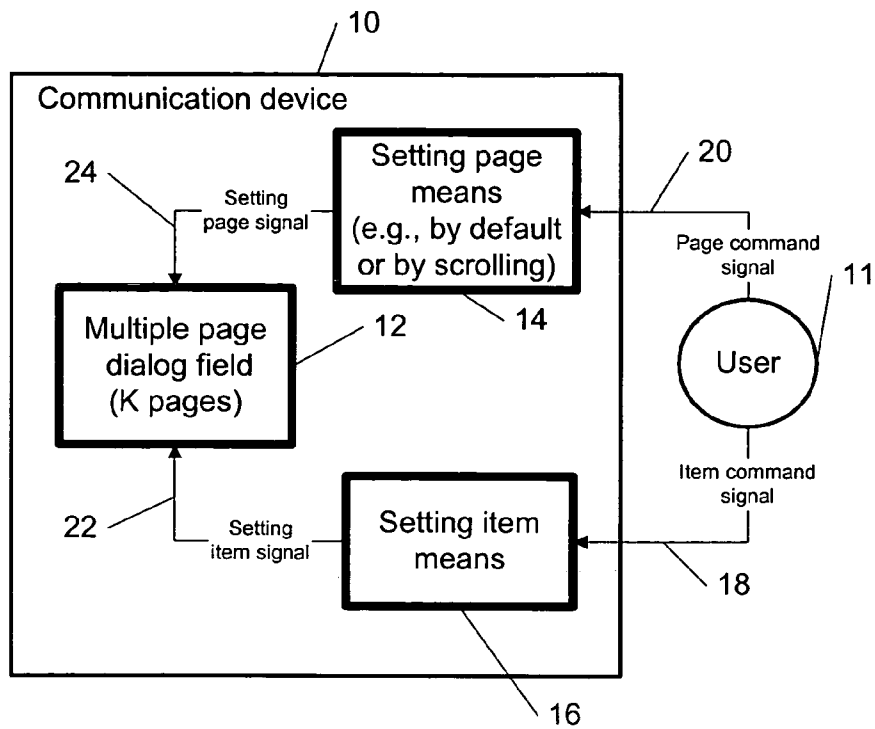 10
Communication device
Setting page
means
(e.g., by default
or by scrolling)
20
24
Setting
page signal
Page command
signal
11
14
12
Multiple page
dialog field
(K pages)
User
Item command
signal
22
Setting
item signal
Setting item
means
18
16